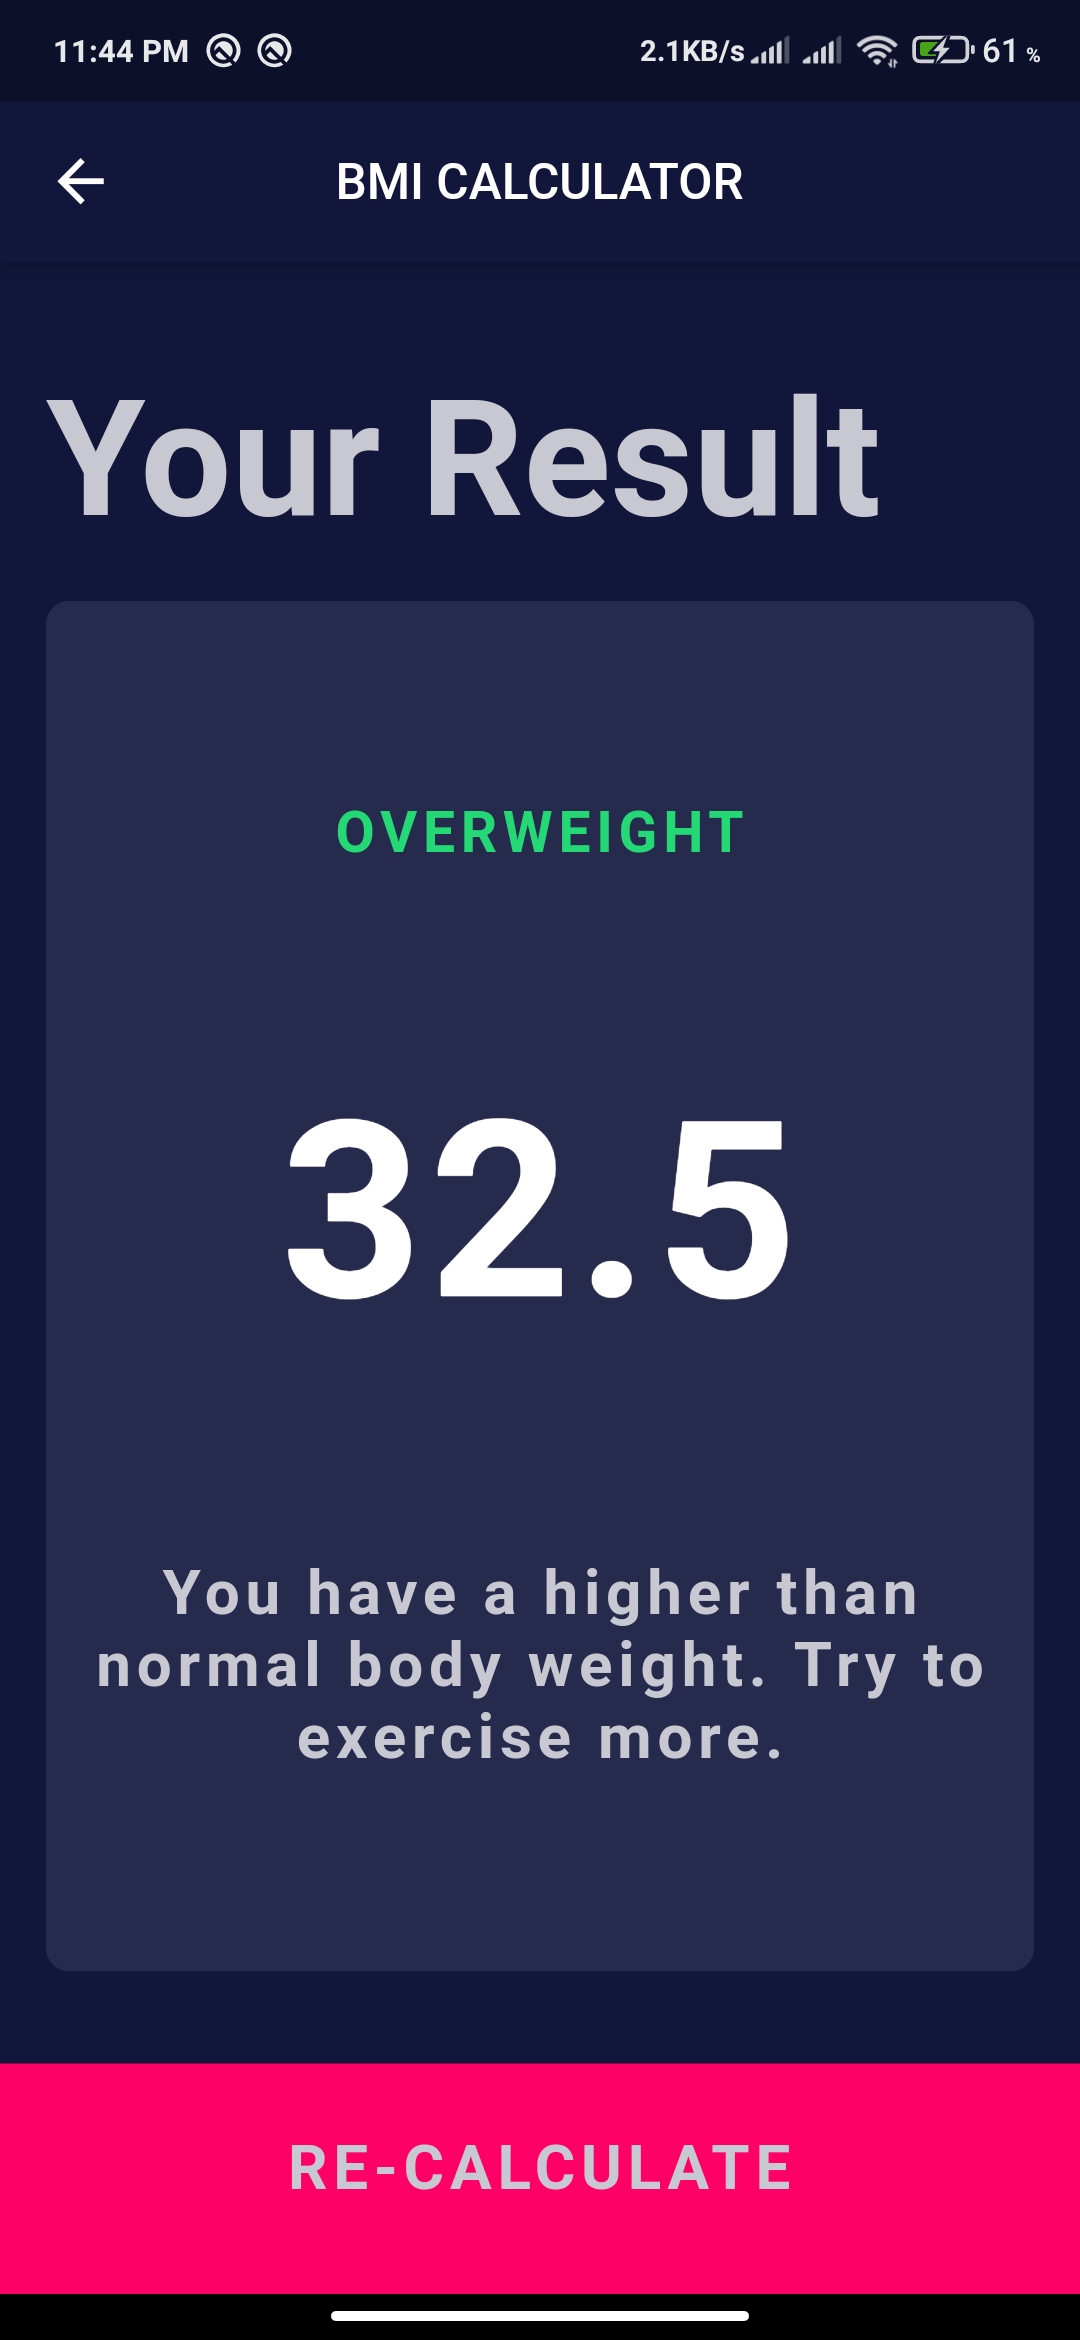 11:44 PM 2.1KB/s 61 %
BMI CALCULATOR
Your Result
OVERWEIGHT
32.5
You have a higher than
normal body weight. Try to
exercise more.
RE-CALCULATE